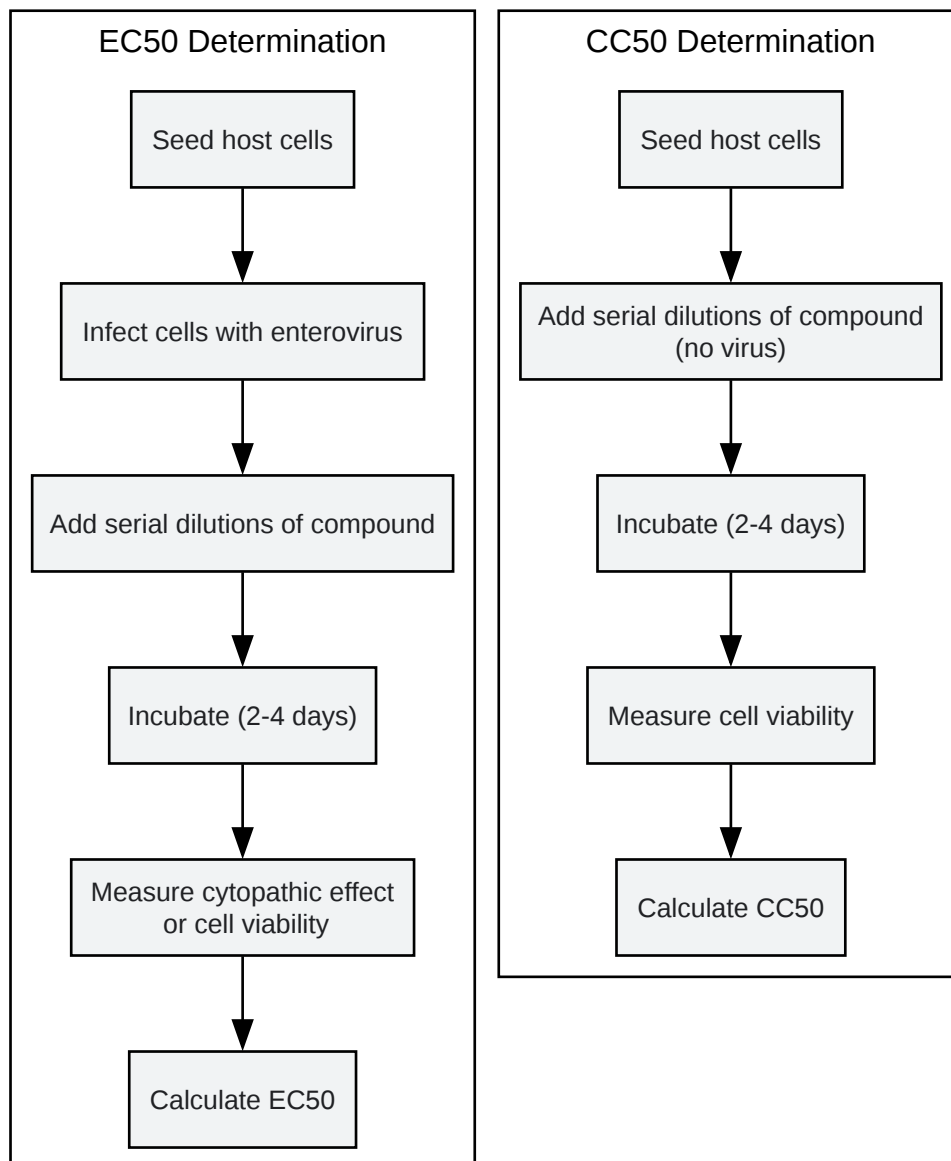 EC50 Determination
Seed host cells
Infect cells with enterovirus
Add serial dilutions of compound
Incubate (2-4 days)
Measure cytopathic effect
or cell viability
Calculate EC50
CC50 Determination
Seed host cells
Add serial dilutions of compound
(no virus)
Incubate (2-4 days)
Measure cell viability
Calculate CC50